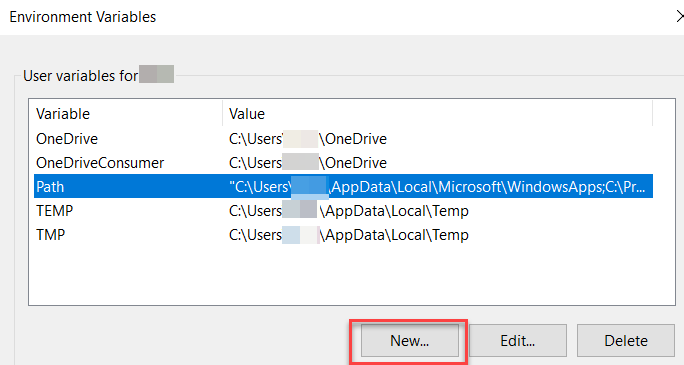 Environment Variables
User variables for
Variable Value
OneDrive C:\Users \OneDrive
OneDriveConsumer C:\Users \OneDrive
Path "C:\Users\ \AppData\Local\Microsoft\WindowsApps;C:\Pr...
TEMP C:\Users \AppData\Local\Temp
TMP C:\Users \AppData\Local\Temp
New... Edit... Delete